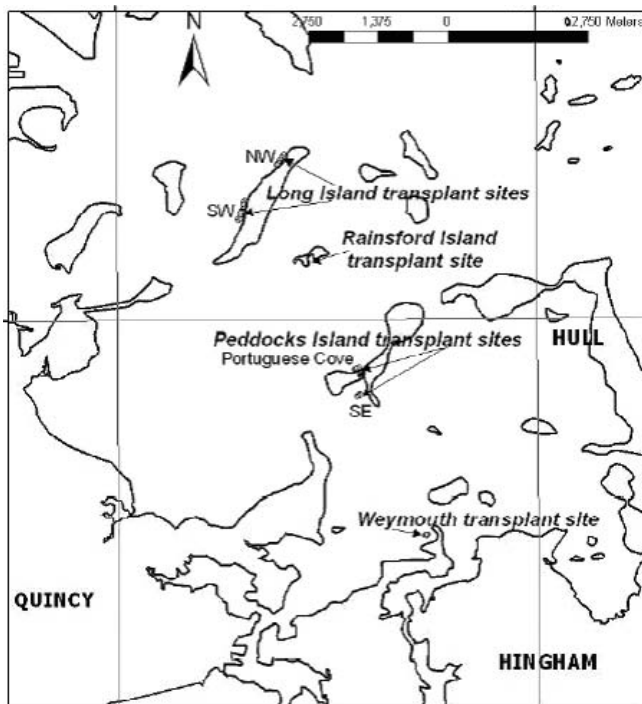 2,750 1,375 0 2,750 Meters
N
NW
Long Island transplant sites
SW
Rainsford Island
transplant site
Peddocks Island transplant sites
HULL
Portuguese Cove
SE
Weymouth transplant site
QUINCY
HINGHAM